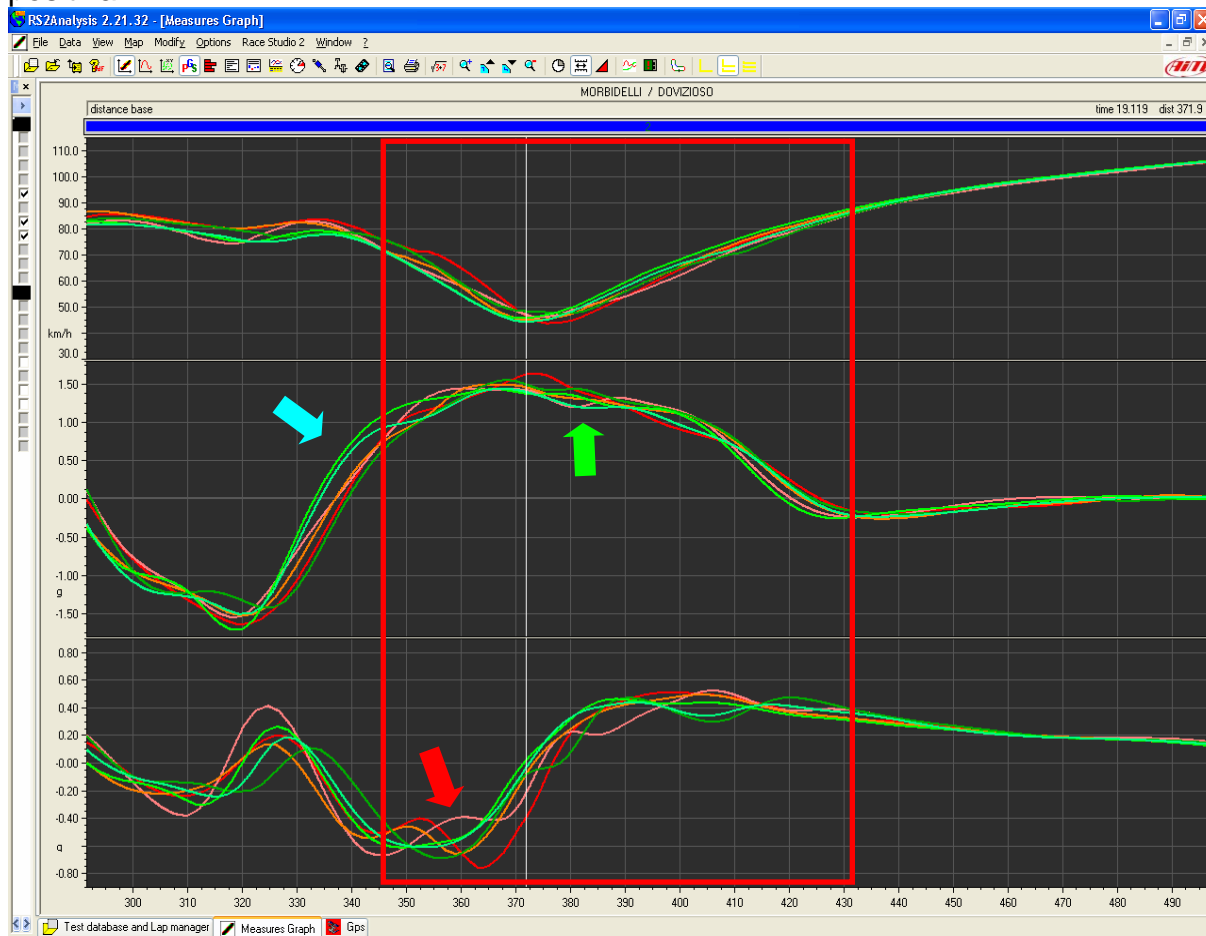 RS2Analysis 2.21.32 - [Measures Graph]
File Data View Map Modify Options Race Studio 2 Window ?
AiM
MORBIDELLI / DOVIZIOSO
distance base time 19.119 dist 371.9
2
110.0
100.0
90.0
80.0
70.0
60.0
50.0
km/h
30.0
1.50
1.00
0.50
0.00
-0.50
-1.00
g
-1.50
0.80
0.60
0.40
0.20
-0.00
-0.20
-0.40
g
-0.80
300 310 320 330 340 350 360 370 380 390 400 410 420 430 440 450 460 470 480 490
Test database and Lap manager Measures Graph Gps